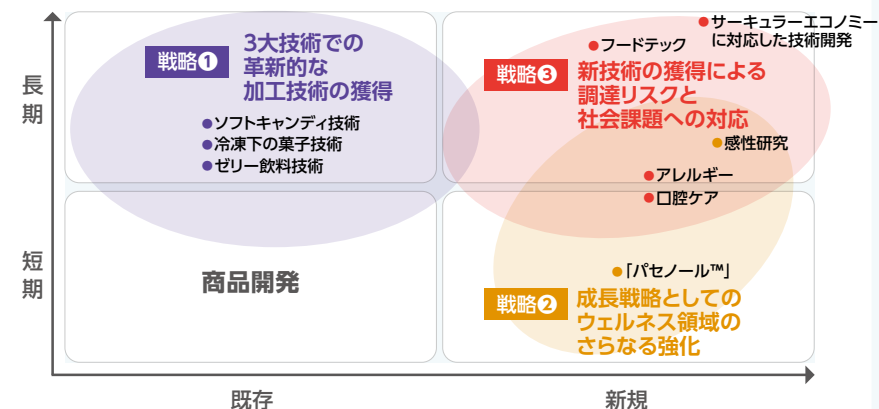 長期
短期
戦略❶
3大技術での
革新的な
加工技術の獲得
●ソフトキャンディ技術
●冷凍下の菓子技術
●ゼリー飲料技術
●サーキュラーエコノミー
に対応した技術開発
●フードテック
戦略❸
新技術の獲得による
調達リスクと
社会課題への対応
●感性研究
●アレルギー
●口腔ケア
商品開発
●「パセノール™」
戦略❷
成長戦略としての
ウェルネス領域の
さらなる強化
既存
新規